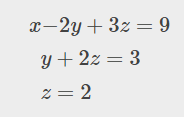 x−2y + 3z = 9
y + 2z = 3
z = 2